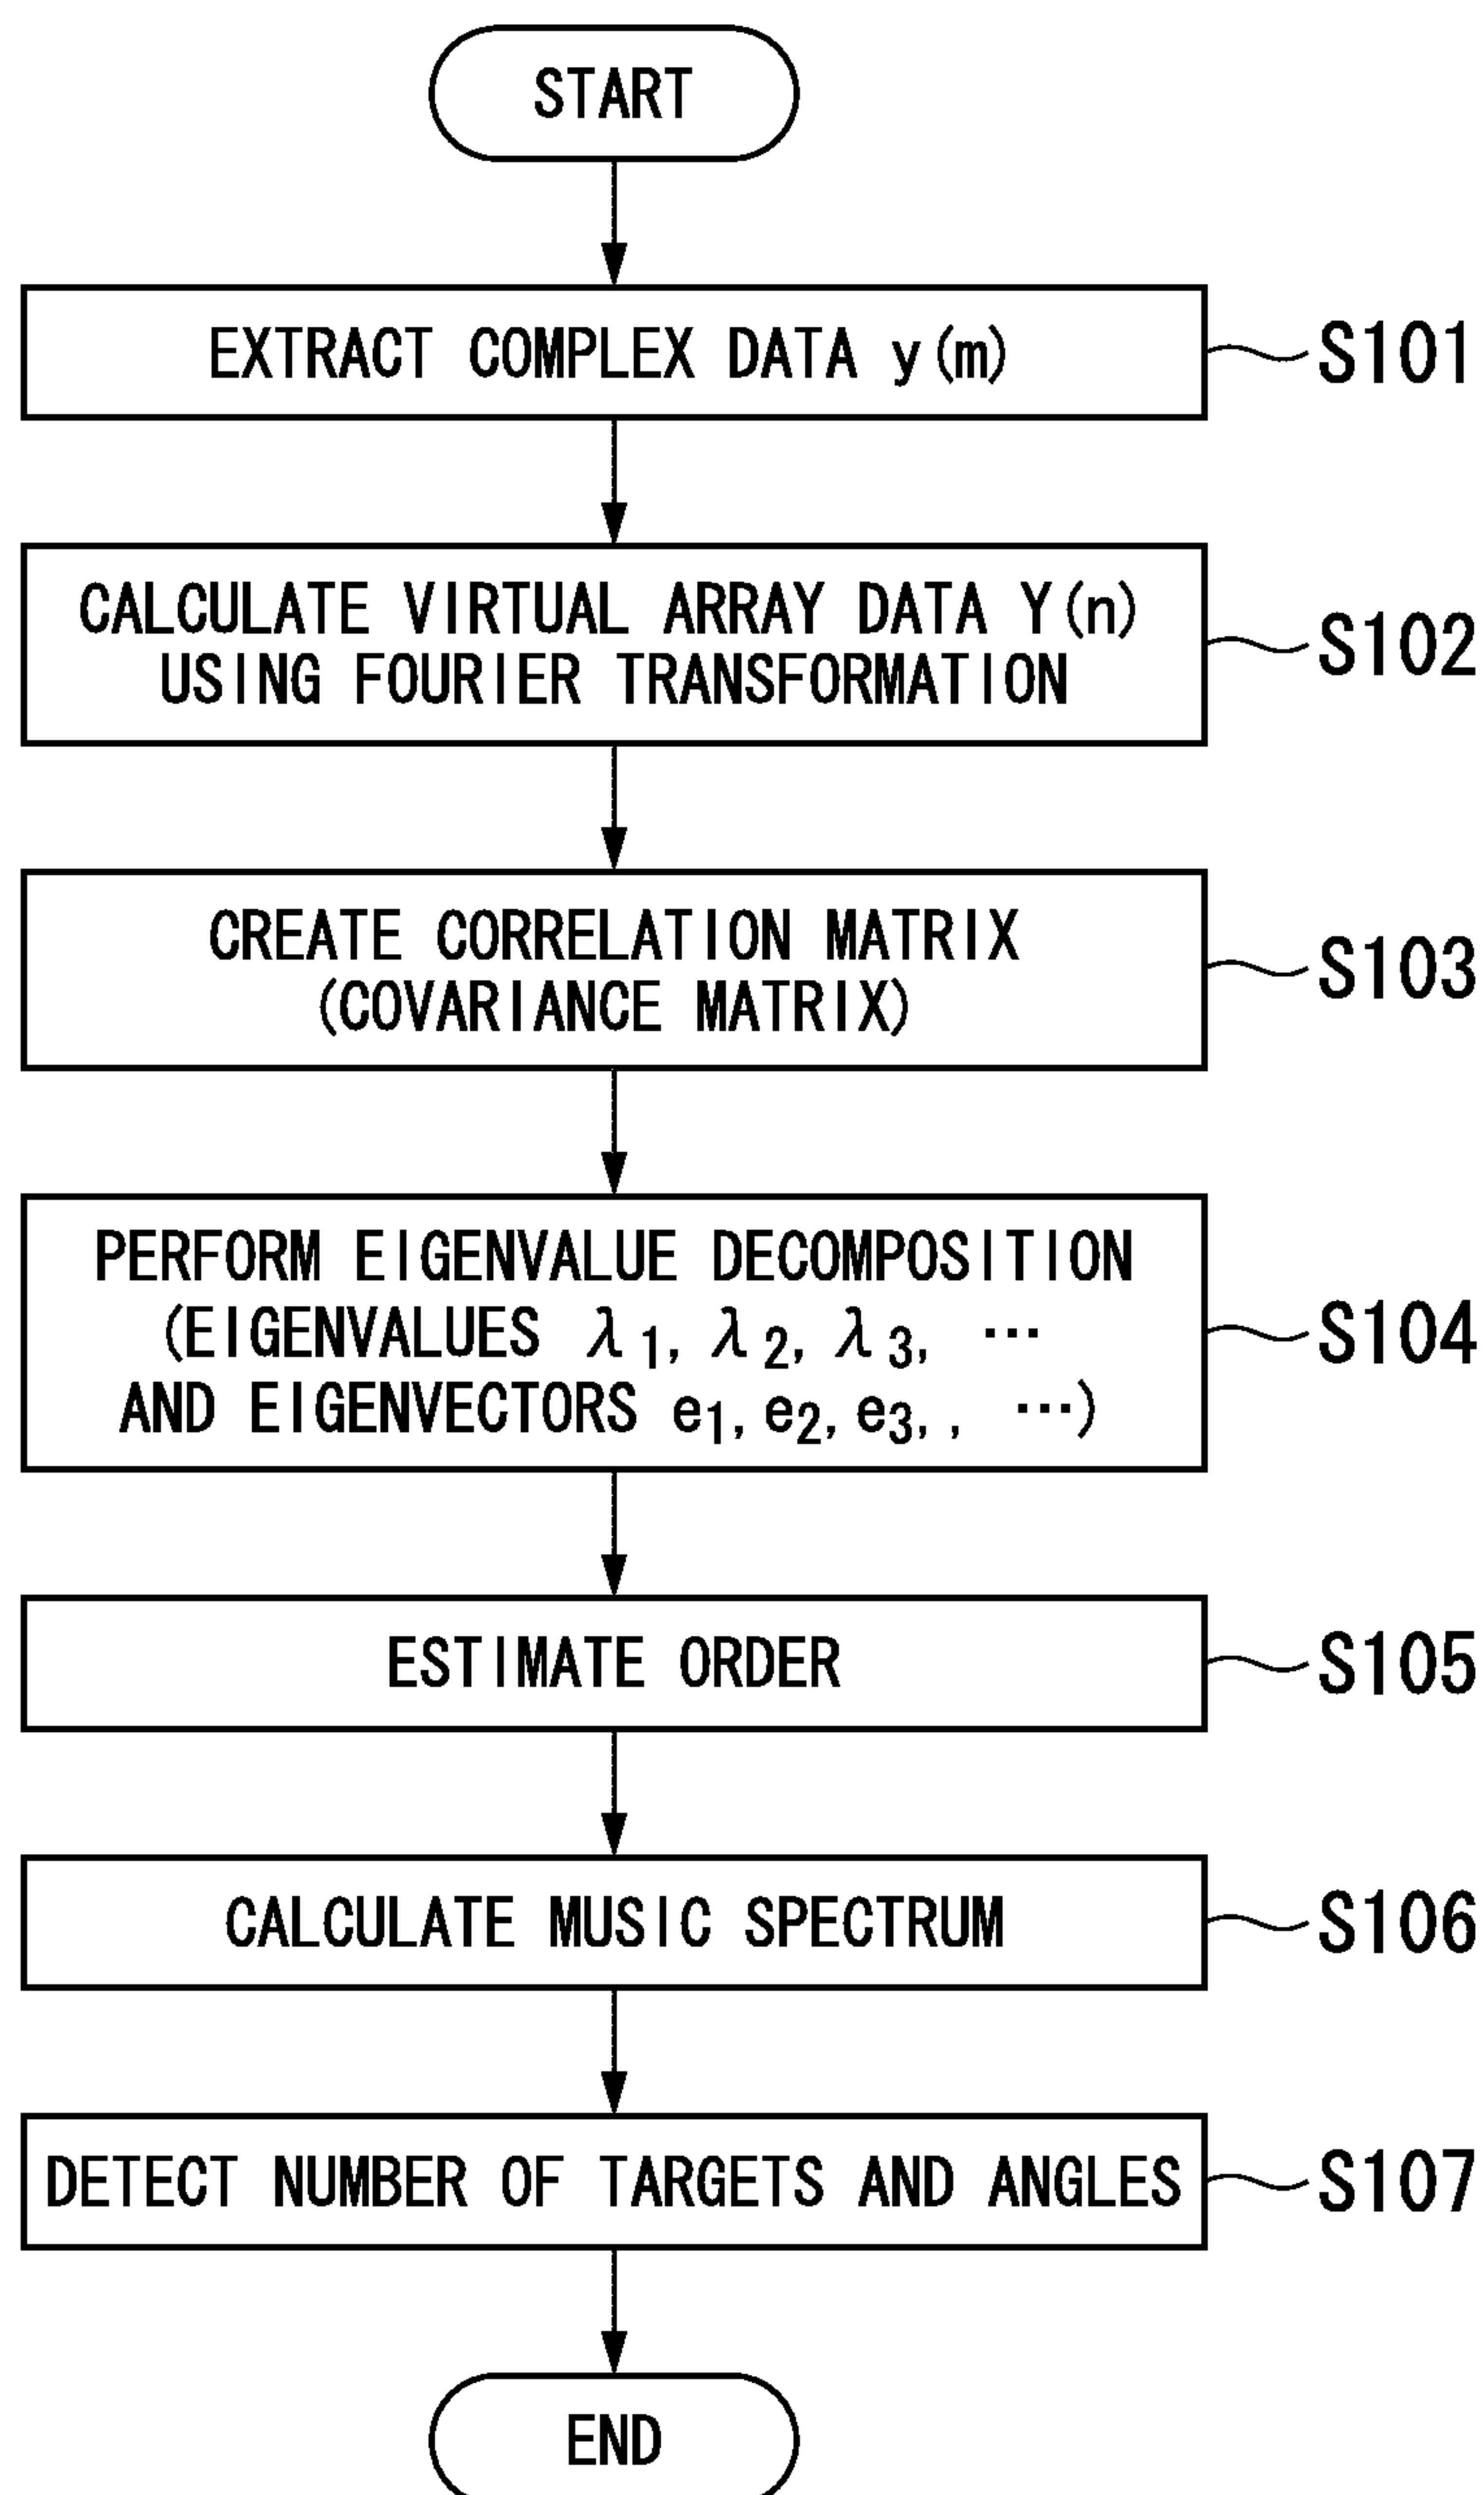 START
EXTRACT COMPLEX DATA y(m)
S101
CALCULATE VIRTUAL ARRAY DATA Y(n)
USING FOURIER TRANSFORMATION
S102
CREATE CORRELATION MATRIX
(COVARIANCE MATRIX)
S103
PERFORM EIGENVALUE DECOMPOSITION
(EIGENVALUES λ1, λ2, λ3, ···
AND EIGENVECTORS e1, e2, e3, , ···)
S104
ESTIMATE ORDER
S105
CALCULATE MUSIC SPECTRUM
S106
DETECT NUMBER OF TARGETS AND ANGLES
S107
END